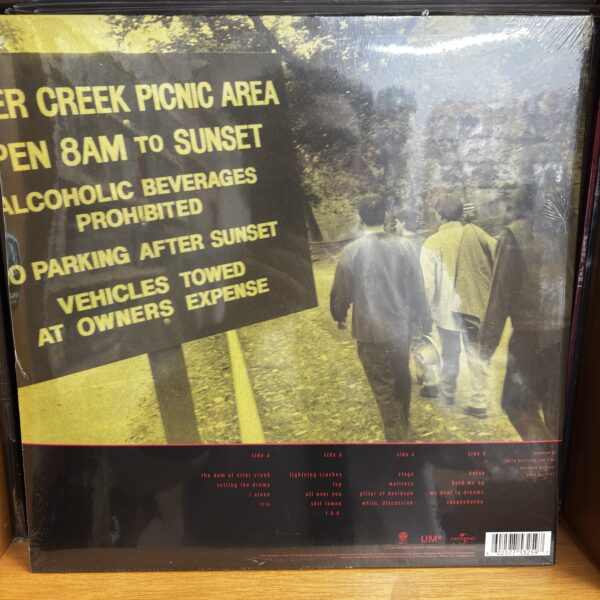 ER CREEK PICNIC AREA
PEN 8AM TO SUNSET
ALCOHOLIC BEVERAGES
PROHIBITED
O PARKING AFTER SUNSET
VEHICLES TOWED
AT OWNERS EXPENSE
side a
the dam at otter creek
selling the drama
i alone
iris
side b
lightning crashes
top
all over you
shit towne
t.b.d.
side c
stage
waitress
pillar of davidson
white, discussion
side d
horse
hold me up
we deal in dreams
susquehanna
produced by
UMe